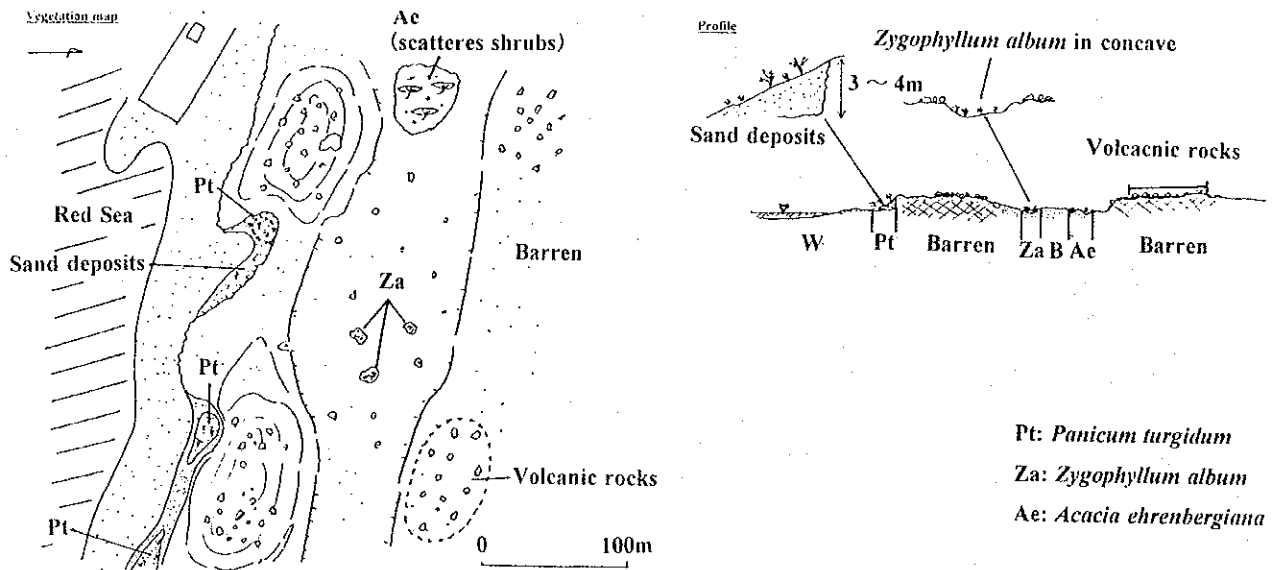 Vegetation map
Ae
(scatteres shrubs)
Pt
Red Sea
Sand deposits
Barren
Za
Pt
Volcanic rocks
Pt
0
100m
Profile
Zygophyllum album in concave
3 ~ 4m
Sand deposits
Volcacnic rocks
W
Pt
Barren
Za
B
Ae
Barren
Pt: Panicum turgidum
Za: Zygophyllum album
Ae: Acacia ehrenbergiana